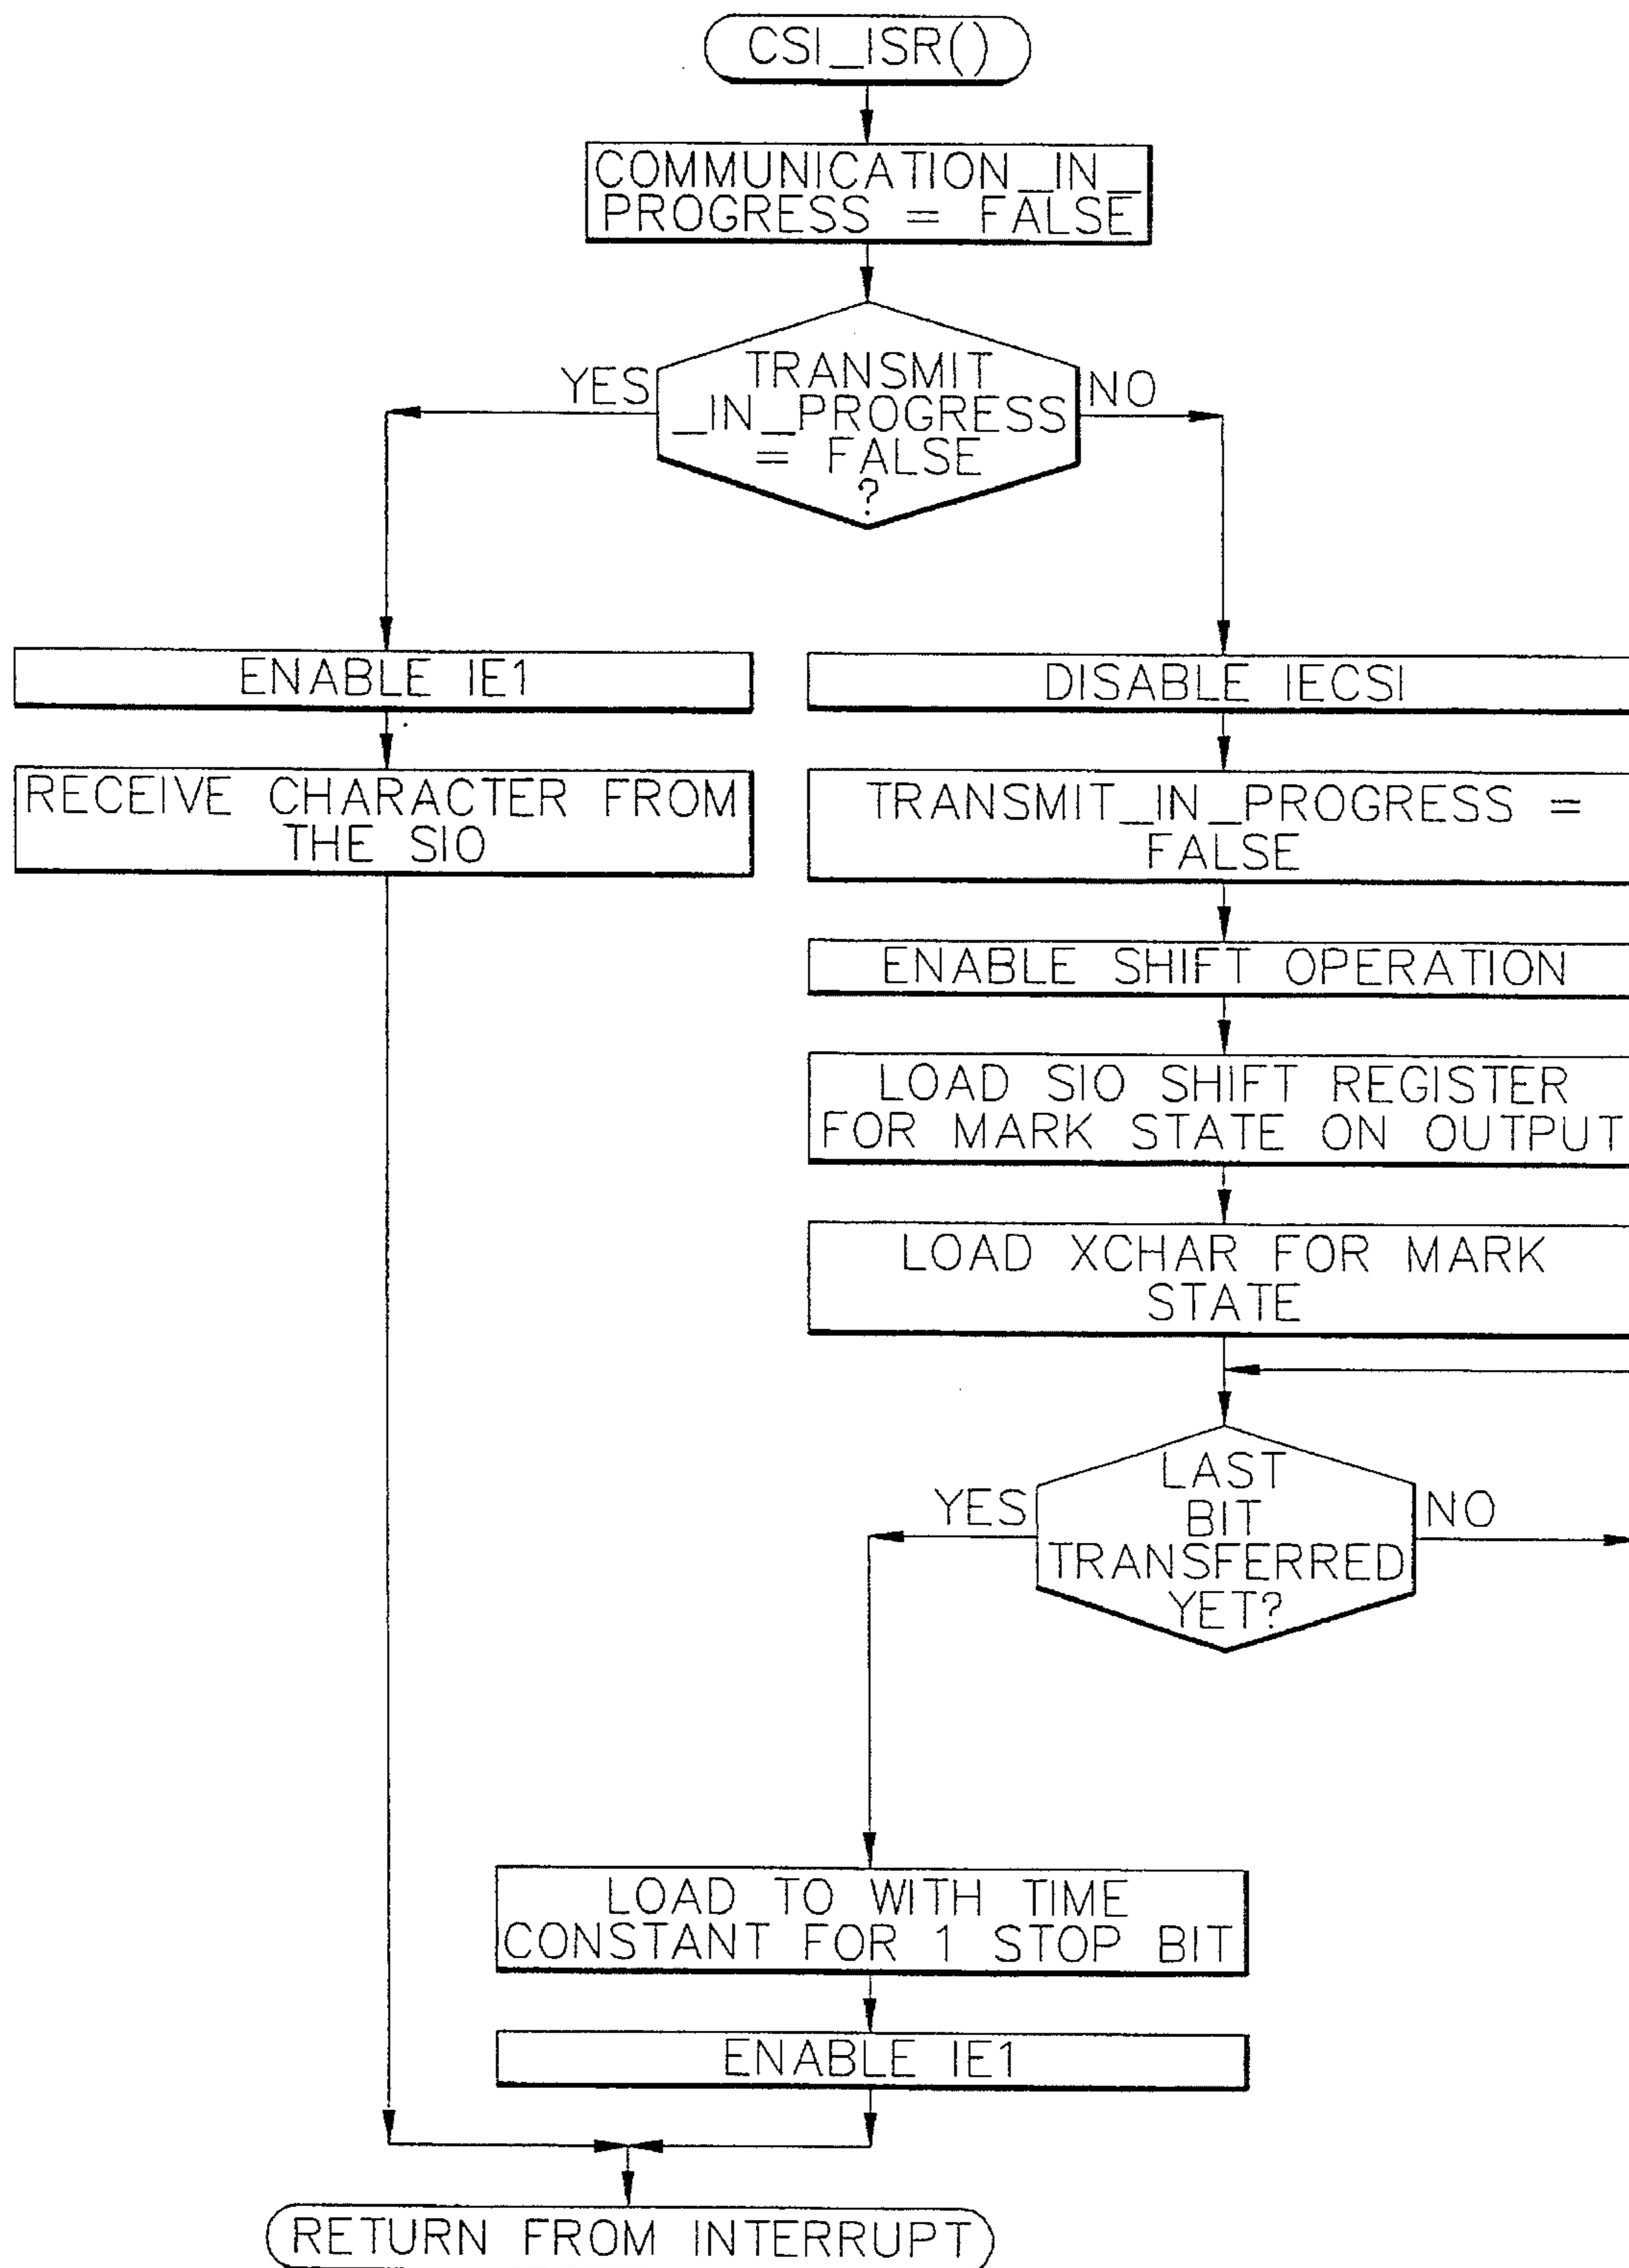 CSI_ISR()
COMMUNICATION_IN_
PROGRESS = FALSE
TRANSMIT
_IN_PROGRESS
= FALSE
?
YES
NO
ENABLE IE1
DISABLE IECSI
RECEIVE CHARACTER FROM
THE SIO
TRANSMIT_IN_PROGRESS =
FALSE
ENABLE SHIFT OPERATION
LOAD SIO SHIFT REGISTER
FOR MARK STATE ON OUTPUT
LOAD XCHAR FOR MARK
STATE
LAST
BIT
TRANSFERRED
YET?
YES
NO
LOAD TO WITH TIME
CONSTANT FOR 1 STOP BIT
ENABLE IE1
RETURN FROM INTERRUPT